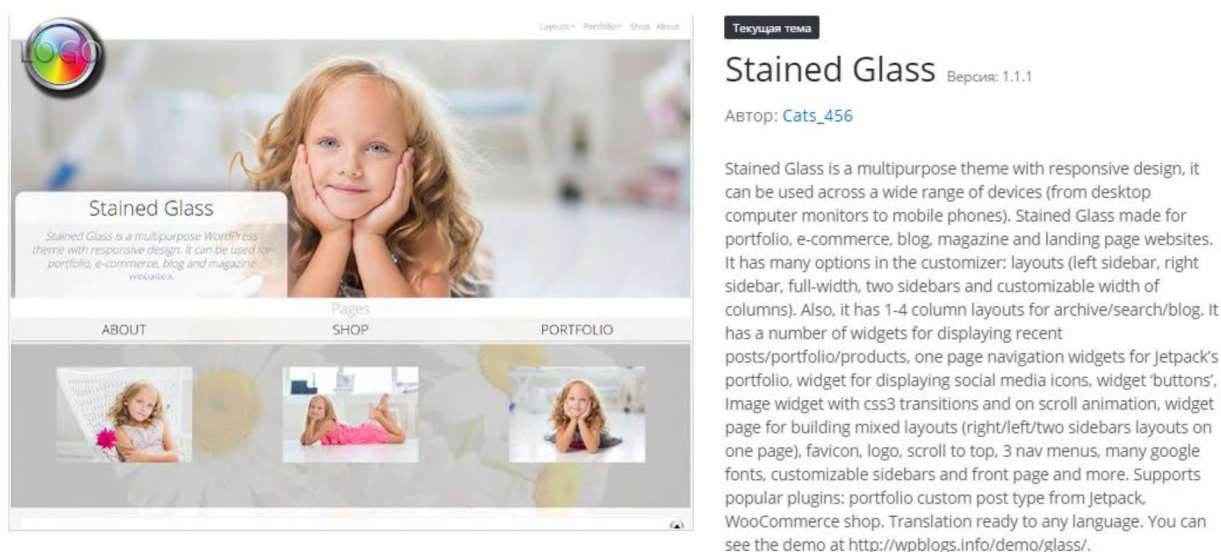 LOGO
Layouts Portfolio Shop About
Stained Glass
Stained Glass is a multipurpose WordPress
theme with responsive design. It can be used for
portfolio, e-commerce, blog and magazine
websites.
Pages
ABOUT SHOP PORTFOLIO
Текущая тема
Stained Glass Версия: 1.1.1
Автор: Cats_456
Stained Glass is a multipurpose theme with responsive design, it
can be used across a wide range of devices (from desktop
computer monitors to mobile phones). Stained Glass made for
portfolio, e-commerce, blog, magazine and landing page websites.
It has many options in the customizer: layouts (left sidebar, right
sidebar, full-width, two sidebars and customizable width of
columns). Also, it has 1-4 column layouts for archive/search/blog. It
has a number of widgets for displaying recent
posts/portfolio/products, one page navigation widgets for Jetpack's
portfolio, widget for displaying social media icons, widget ‘buttons’,
Image widget with css3 transitions and on scroll animation, widget
page for building mixed layouts (right/left/two sidebars layouts on
one page), favicon, logo, scroll to top, 3 nav menus, many google
fonts, customizable sidebars and front page and more. Supports
popular plugins: portfolio custom post type from Jetpack,
WooCommerce shop. Translation ready to any language. You can
see the demo at http://wpblogs.info/demo/glass/.